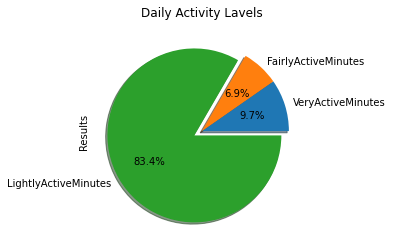 Daily Activity Lavels
FairlyActiveMinutes
6.9%
VeryActiveMinutes
9.7%
Results
83.4%
LightlyActiveMinutes